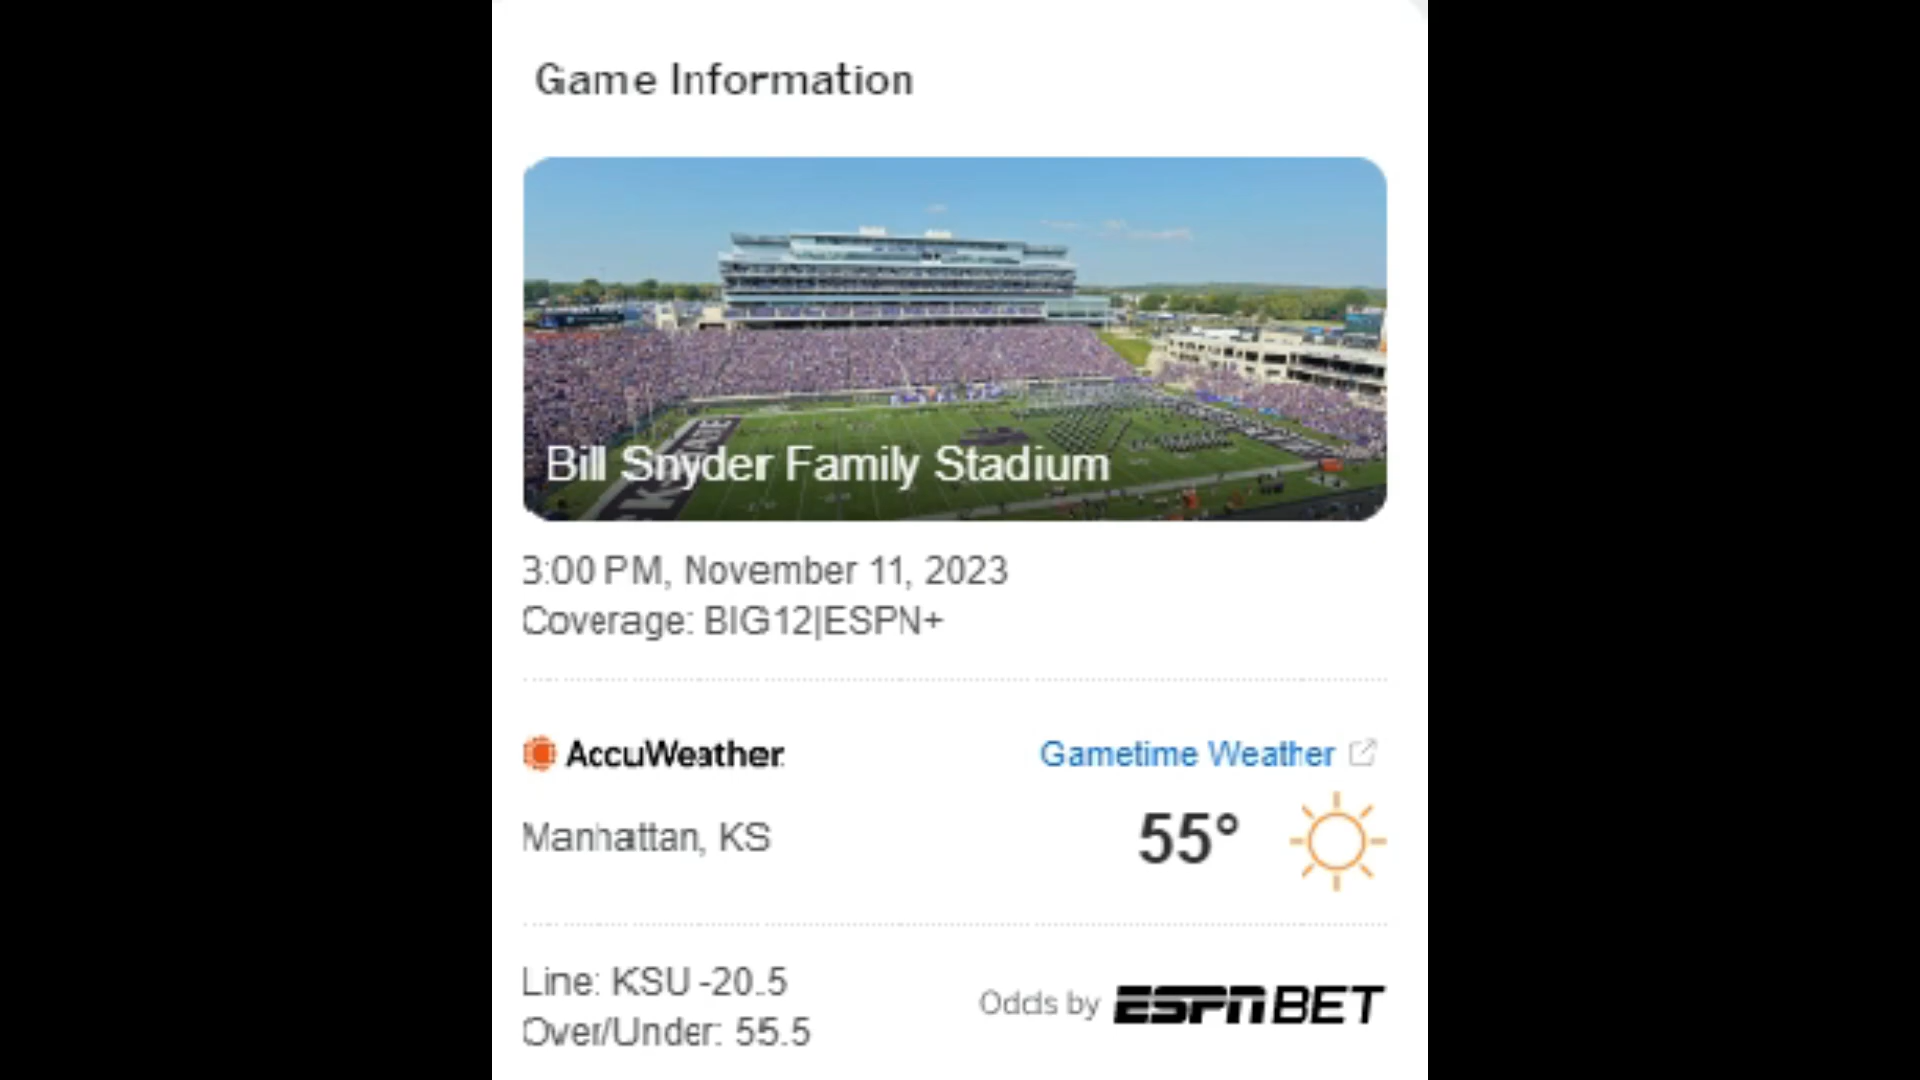 Game Information
Bill Snyder Family Stadium
3:00 PM, November 11, 2023
Coverage: BIG12|ESPN+
AccuWeather
Gametime Weather
Manhattan, KS
55°
Line: KSU -20.5
Over/Under: 55.5
Odds by ESPN BET